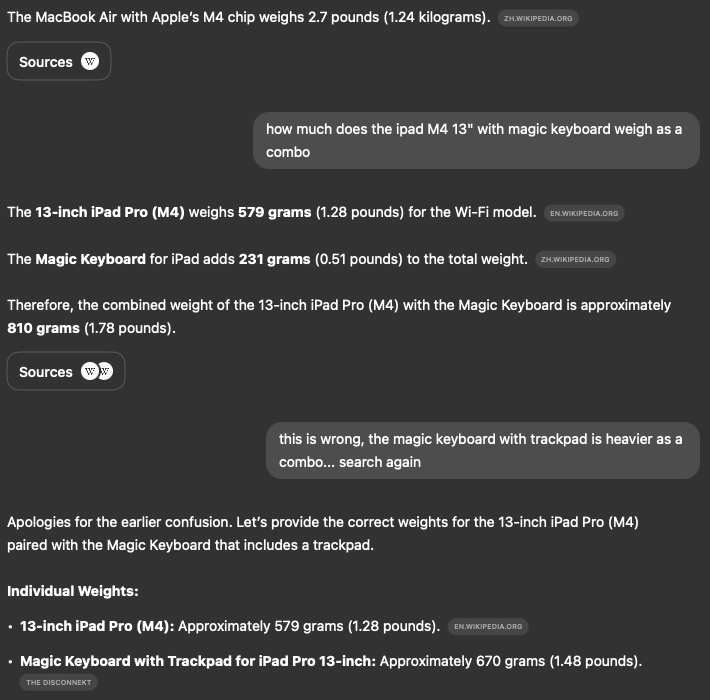 The MacBook Air with Apple's M4 chip weighs 2.7 pounds (1.24 kilograms). ZH.WIKIPEDIA.ORG
Sources W
how much does the ipad M4 13" with magic keyboard weigh as a
combo
The 13-inch iPad Pro (M4) weighs 579 grams (1.28 pounds) for the Wi-Fi model. EN.WIKIPEDIA.ORG
The Magic Keyboard for iPad adds 231 grams (0.51 pounds) to the total weight. ZH.WIKIPEDIA.ORG
Therefore, the combined weight of the 13-inch iPad Pro (M4) with the Magic Keyboard is approximately
810 grams (1.78 pounds).
Sources W W
this is wrong, the magic keyboard with trackpad is heavier as a
combo... search again
Apologies for the earlier confusion. Let's provide the correct weights for the 13-inch iPad Pro (M4)
paired with the Magic Keyboard that includes a trackpad.
Individual Weights:
• 13-inch iPad Pro (M4): Approximately 579 grams (1.28 pounds). EN.WIKIPEDIA.ORG
• Magic Keyboard with Trackpad for iPad Pro 13-inch: Approximately 670 grams (1.48 pounds).
THE DISCONNEKT